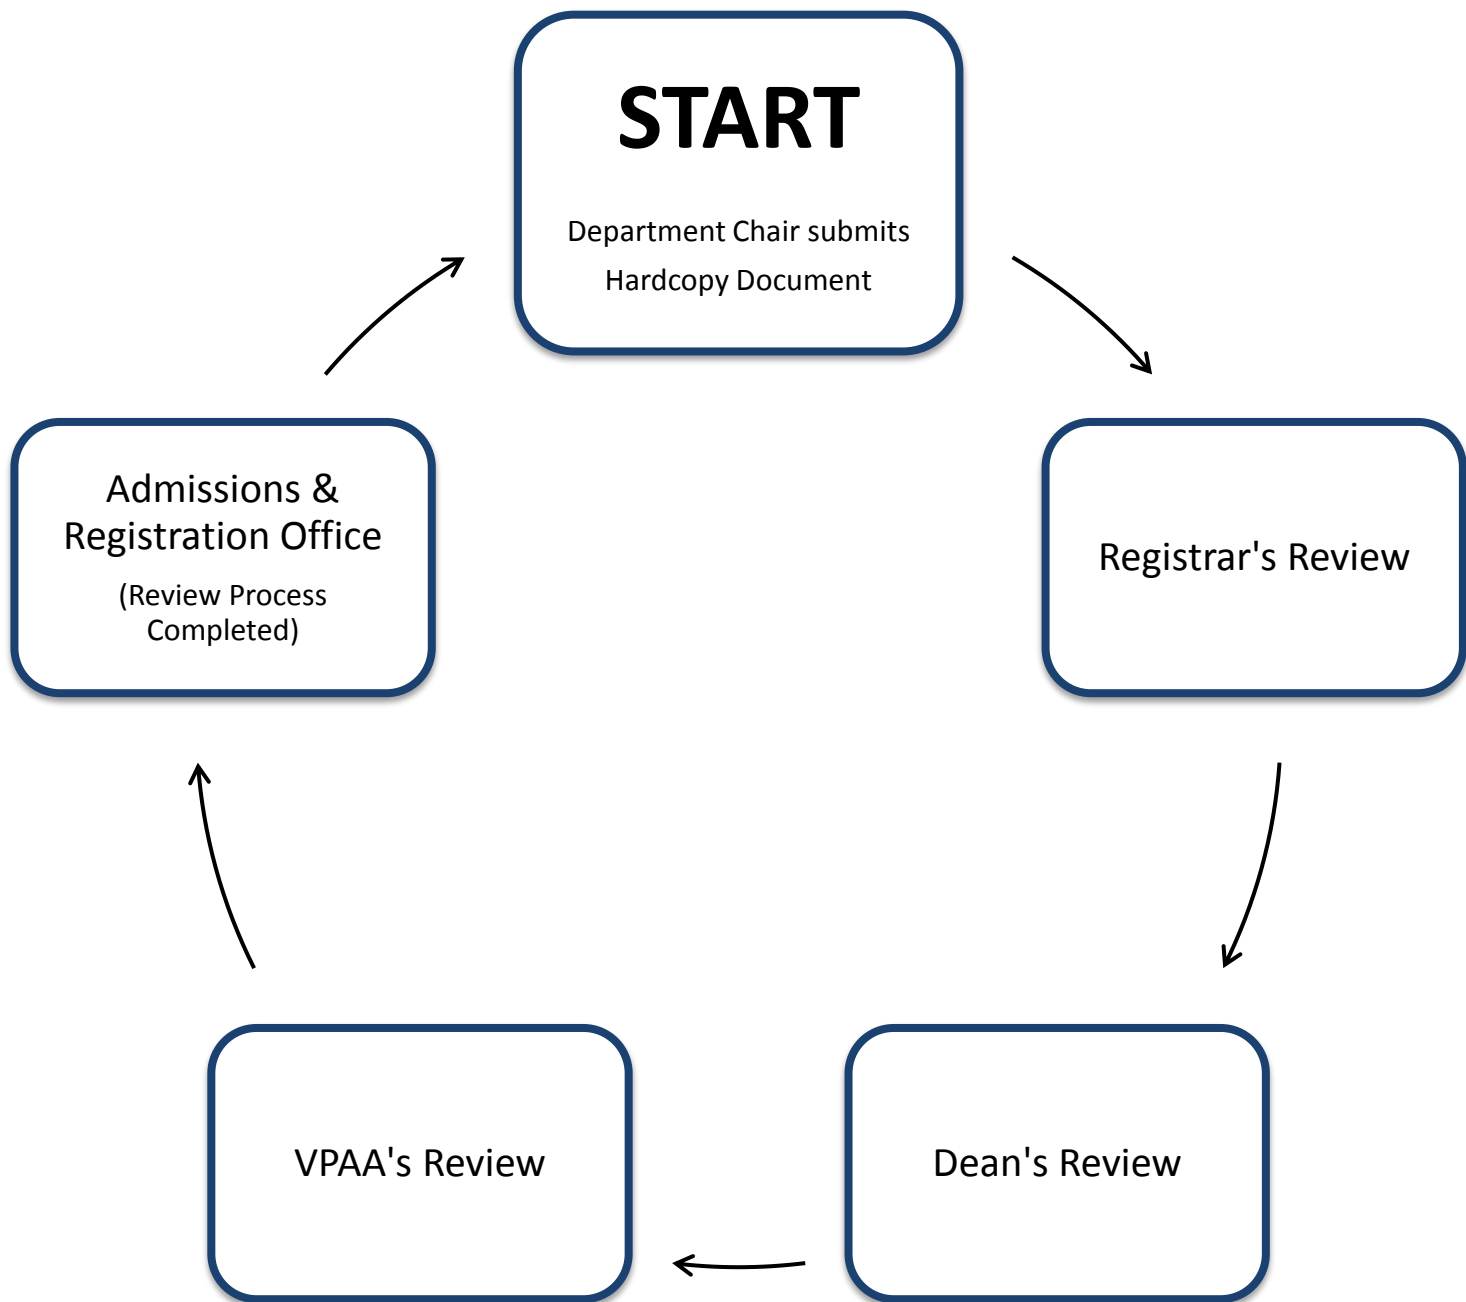 START
Department Chair submits
Hardcopy Document
Registrar's Review
Dean's Review
VPAA's Review
Admissions &
Registration Office
(Review Process
Completed)